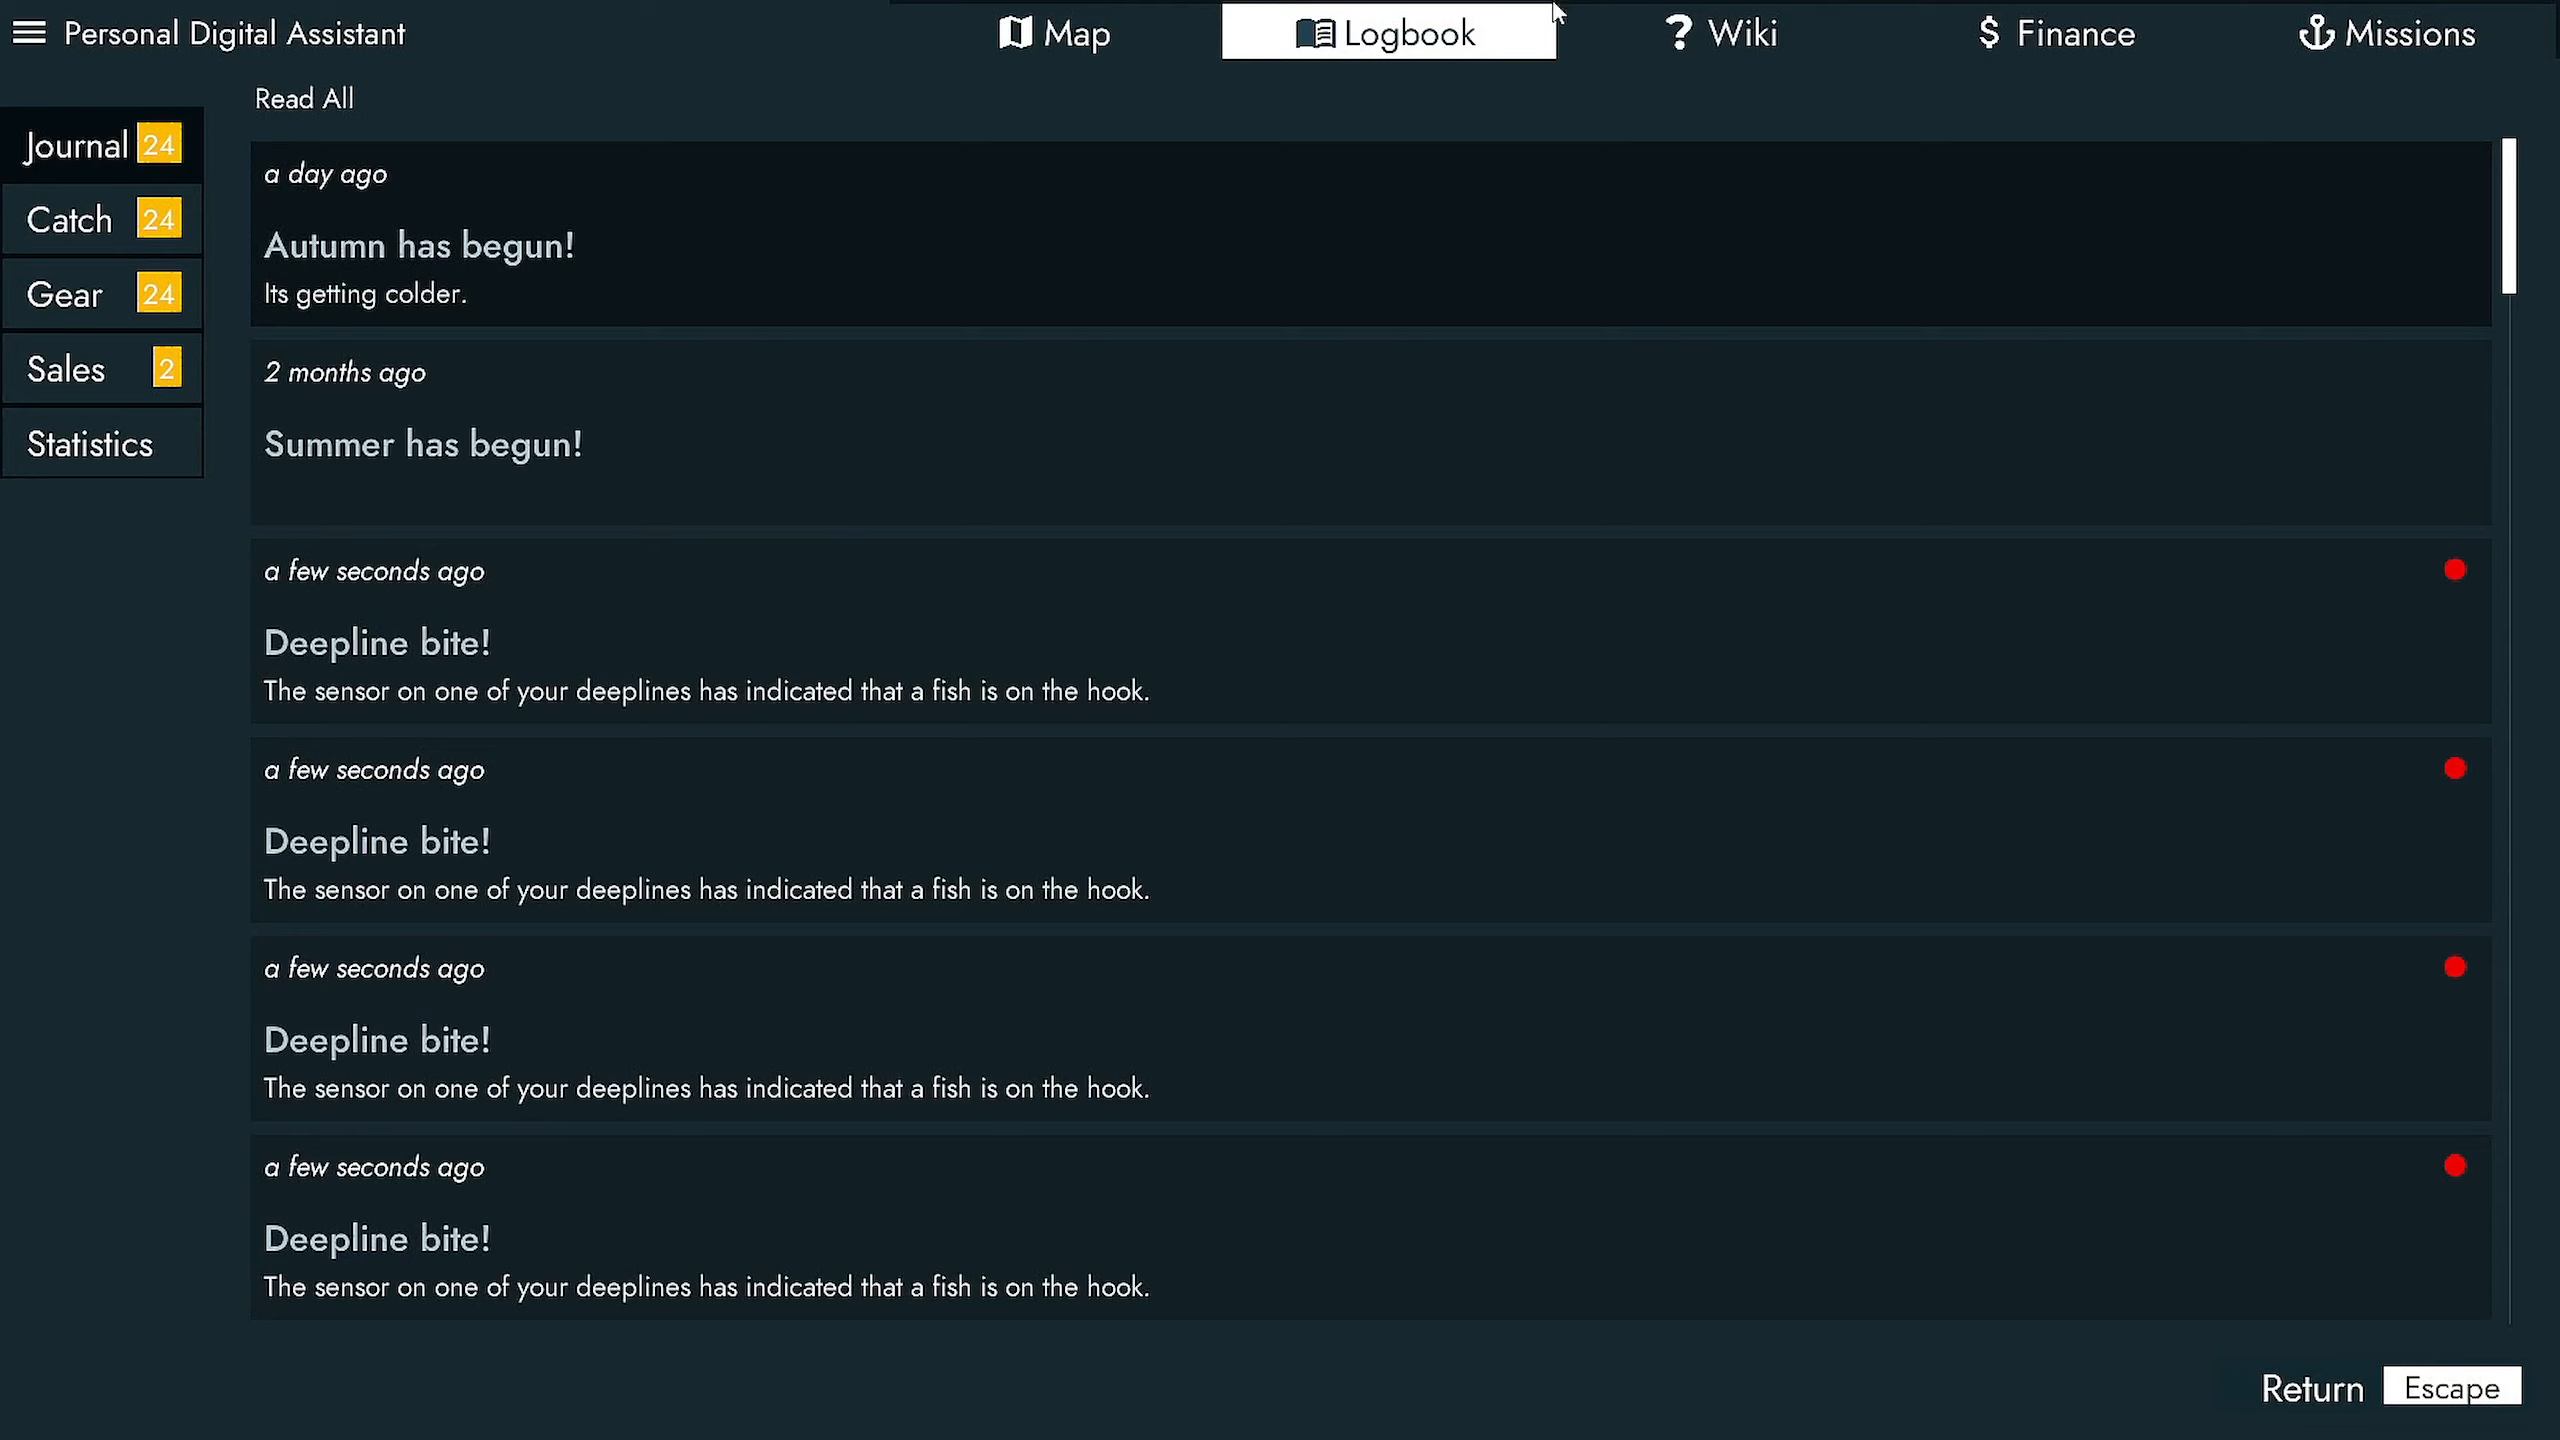 Personal Digital Assistant
Map
Logbook
? Wiki
$ Finance
Missions
Read All
Journal 24
Catch 24
Gear 24
Sales 2
Statistics
a day ago
Autumn has begun!
Its getting colder.
2 months ago
Summer has begun!
a few seconds ago
Deepline bite!
The sensor on one of your deeplines has indicated that a fish is on the hook.
a few seconds ago
Deepline bite!
The sensor on one of your deeplines has indicated that a fish is on the hook.
a few seconds ago
Deepline bite!
The sensor on one of your deeplines has indicated that a fish is on the hook.
a few seconds ago
Deepline bite!
The sensor on one of your deeplines has indicated that a fish is on the hook.
Return Escape